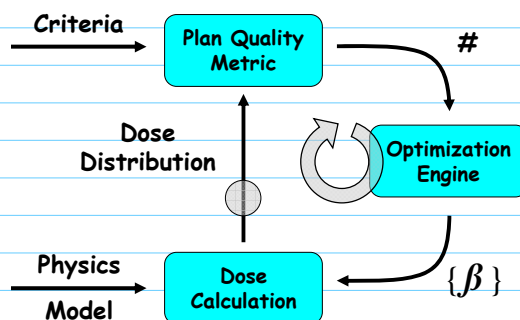 Criteria
Plan Quality
Metric
#
Dose
Distribution
Optimization
Engine
Physics
Model
Dose
Calculation
{β}